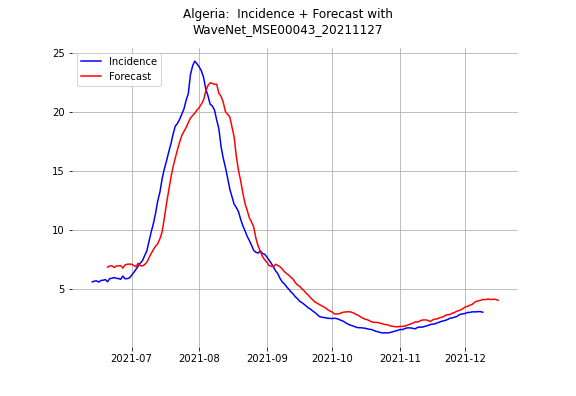 Algeria:  Incidence + Forecast with
WaveNet_MSE00043_20211127
Incidence
Forecast
25
20
15
10
5
2021-07
2021-08
2021-09
2021-10
2021-11
2021-12